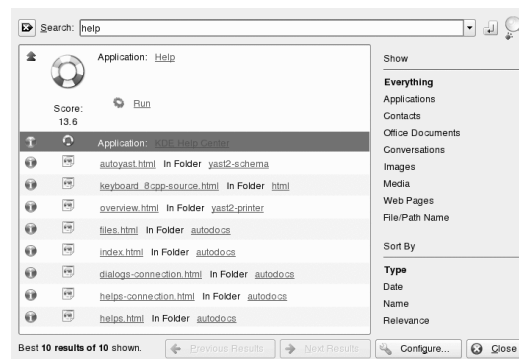 Search: help
Application: Help
Run
Score:
13.6
Application: KDE Help Center
autoyast.html In Folder yast2-schema
keyboard_8cpp-source.html In Folder html
overview.html In Folder yast2-printer
files.html In Folder autodocs
index.html In Folder autodocs
dialogs-connection.html In Folder autodocs
helps-connection.html In Folder autodocs
helps.html In Folder autodocs
Show
Everything
Applications
Contacts
Office Documents
Conversations
Images
Media
Web Pages
File/Path Name
Sort By
Type
Date
Name
Relevance
Best 10 results of 10 shown.
Previous Results
Next Results
Configure...
Close